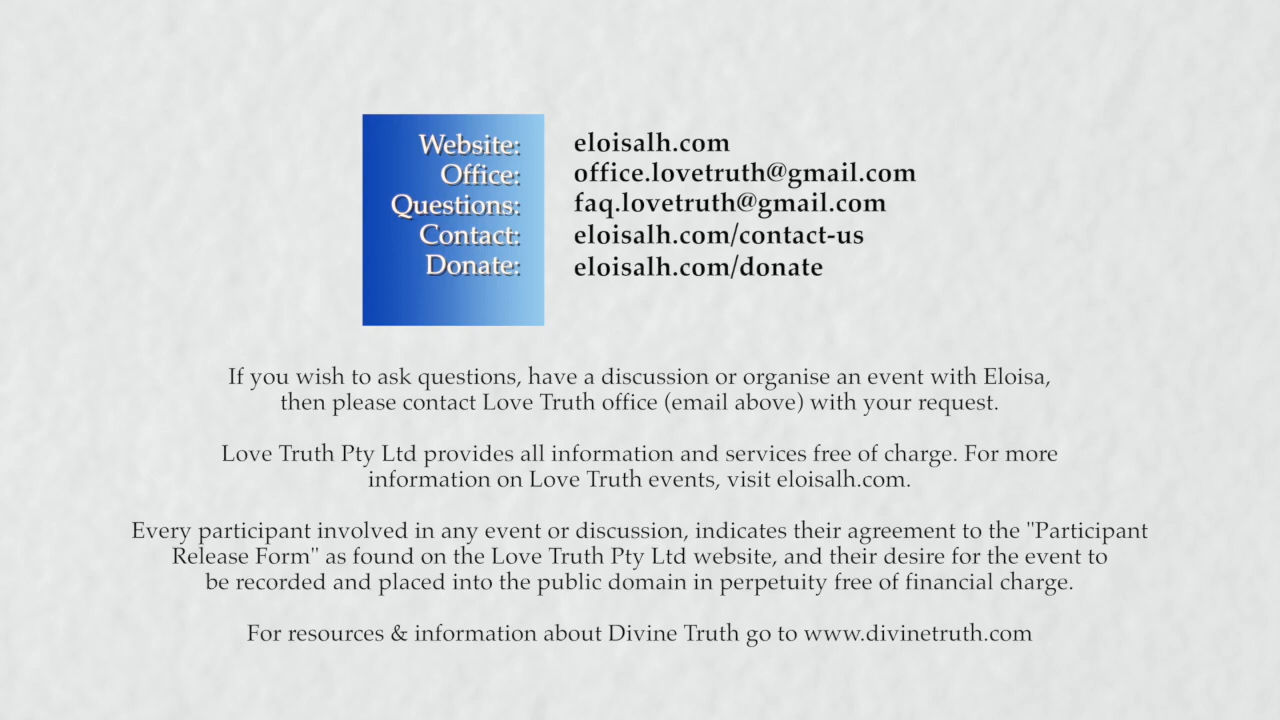 Website: eloisalh.com
Office: office.lovetruth@gmail.com
Questions: faq.lovetruth@gmail.com
Contact: eloisalh.com/contact-us
Donate: eloisalh.com/donate
If you wish to ask questions, have a discussion or organise an event with Eloisa,
then please contact Love Truth office (email above) with your request.
Love Truth Pty Ltd provides all information and services free of charge. For more
information on Love Truth events, visit eloisalh.com.
Every participant involved in any event or discussion, indicates their agreement to the "Participant
Release Form" as found on the Love Truth Pty Ltd website, and their desire for the event to
be recorded and placed into the public domain in perpetuity free of financial charge.
For resources & information about Divine Truth go to www.divinetruth.com